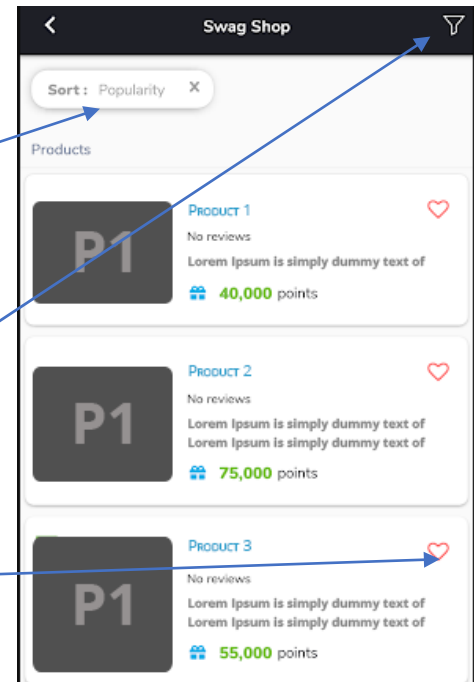 Swag Shop
Sort : Popularity X
Products
P1
PRODUCT 1
No reviews
Lorem Ipsum is simply dummy text of
40,000 points
P1
PRODUCT 2
No reviews
Lorem Ipsum is simply dummy text of
Lorem Ipsum is simply dummy text of
75,000 points
P1
PRODUCT 3
No reviews
Lorem Ipsum is simply dummy text of
Lorem Ipsum is simply dummy text of
55,000 points